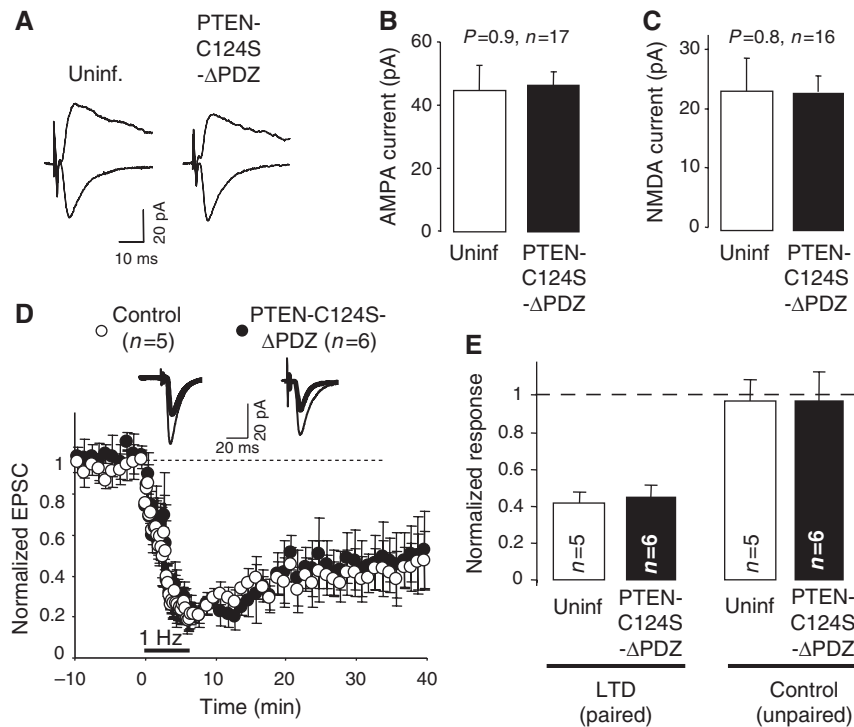 A
Uninf.
PTEN-
C124S
-ΔPDZ
20 pA
10 ms
B
P=0.9, n=17
AMPA current (pA)
60
40
20
0
Uninf
PTEN-
C124S
-ΔPDZ
C
P=0.8, n=16
NMDA current (pA)
30
20
10
0
Uninf
PTEN-
C124S
-ΔPDZ
D
Control
(n=5)
PTEN-C124S-
ΔPDZ (n=6)
20 ms
20 pA
Normalized EPSC
1
0.8
0.6
0.4
0.2
0
1 Hz
–10
0
10
20
30
40
Time (min)
E
Normalized response
1
0.8
0.6
0.4
0.2
0
n=5
n=6
n=5
n=6
Uninf
PTEN-
C124S
-ΔPDZ
Uninf
PTEN-
C124S
-ΔPDZ
LTD
(paired)
Control
(unpaired)